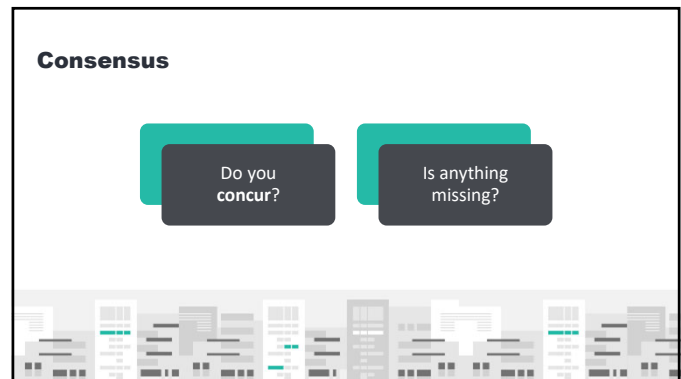 Consensus
Do you
concur?
Is anything
missing?